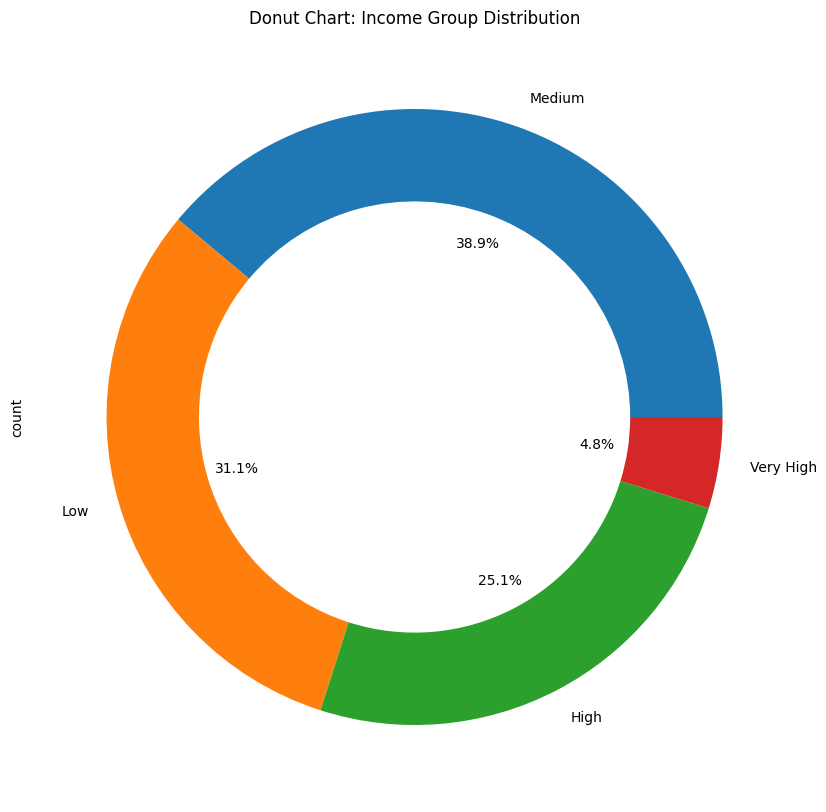 Donut Chart: Income Group Distribution
Medium
38.9%
count
4.8%
31.1%
Very High
Low
25.1%
High